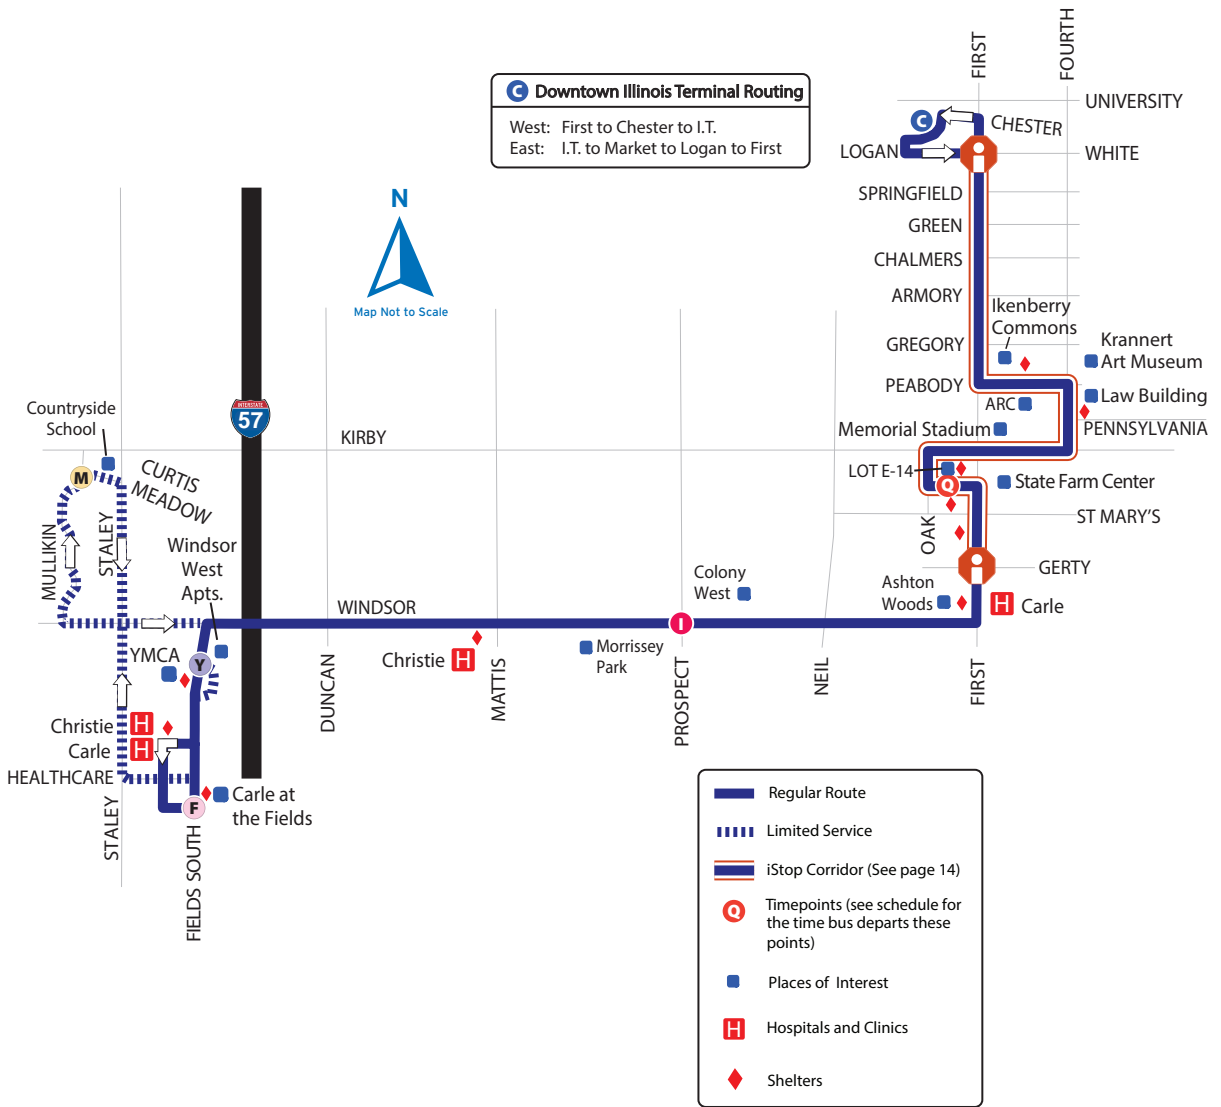 FIRST
FOURTH
C Downtown Illinois Terminal Routing
West: First to Chester to I.T.
East: I.T. to Market to Logan to First
UNIVERSITY
C
CHESTER
LOGAN
WHITE
SPRINGFIELD
GREEN
CHALMERS
ARMORY
GREGORY
PEABODY
Ikenberry
Commons
Krannert
Art Museum
ARC
Law Building
Memorial Stadium
PENNSYLVANIA
LOT E-14
Q
State Farm Center
OAK
ST MARY'S
GERTY
Ashton
Woods
H Carle
N
Map Not to Scale
INTERSTATE
57
KIRBY
Countryside
School
M
CURTIS
MEADOW
MULLIKIN
STALEY
Windsor
West
Apts.
WINDSOR
Colony
West
I
YMCA
Y
Christie H
Morrissey
Park
DUNCAN
MATTIS
PROSPECT
NEIL
FIRST
Christie H
Carle H
HEALTHCARE
F
Carle at
the Fields
STALEY
FIELDS SOUTH
Regular Route
Limited Service
iStop Corridor (See page 14)
Q
Timepoints (see schedule for
the time bus departs these
points)
Places of Interest
H Hospitals and Clinics
Shelters